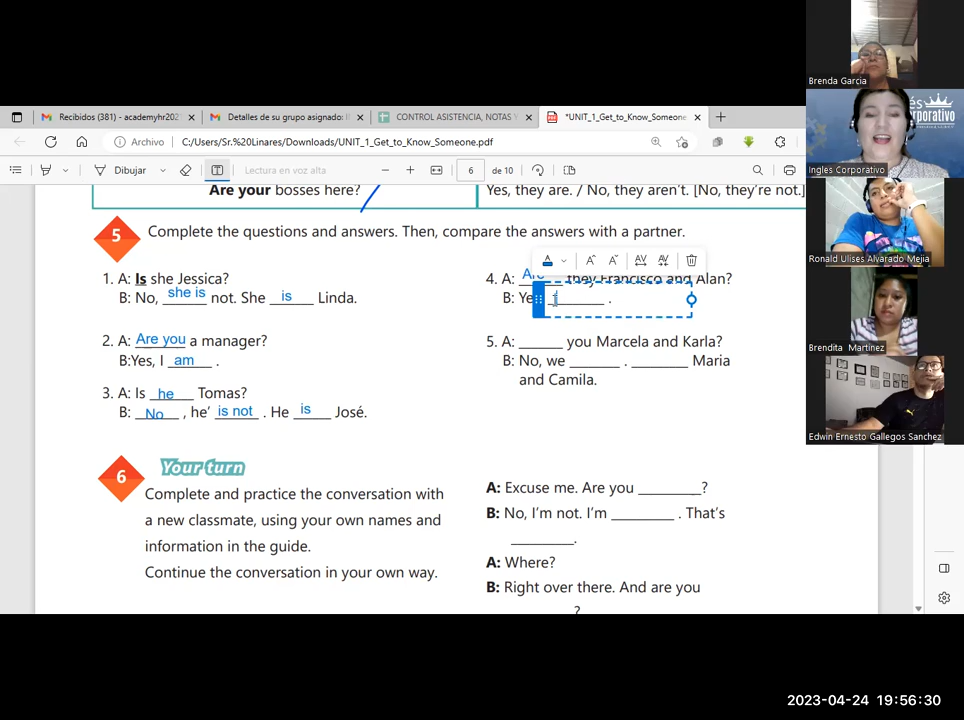 Recibidos (381) - academyhr202
Detalles de su grupo asignado: I
CONTROL ASISTENCIA, NOTAS Y
*UNIT_1_Get_to_Know_Someone
Archivo
C:/Users/Sr.%20Linares/Downloads/UNIT_1_Get_to_Know_Someone.pdf
Dibujar
Lectura en voz alta
6
de 10
Are your bosses here?
Yes, they are. / No, they aren't. [No, they're not.]
5
Complete the questions and answers. Then, compare the answers with a partner.
1. A: Is she Jessica?
B: No, she is not. She is Linda.
2. A: Are you a manager?
B:Yes, I am .
3. A: Is he Tomas?
B: No , he' is not . He is José.
4. A: Are they Francisco and Alan?
B: Ye ________ .
5. A: ______ you Marcela and Karla?
B: No, we _______ . ________ Maria
and Camila.
6
Your turn
Complete and practice the conversation with
a new classmate, using your own names and
information in the guide.
Continue the conversation in your own way.
A: Excuse me. Are you _________?
B: No, I'm not. I'm _________ . That's
_________.
A: Where?
B: Right over there. And are you
?
Brenda Garcia
és
orporativo
Ingles Corporativo
Ronald Ulises Alvarado Mejia
Brendita Martinez
Edwin Ernesto Gallegos Sanchez
2023-04-24 19:56:30